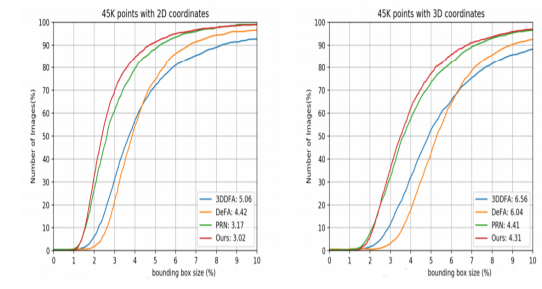 45K points with 2D coordinates
Number of Images(%)
100
90
80
70
60
50
40
30
20
10
0
0 1 2 3 4 5 6 7 8 9 10
bounding box size (%)
3DDFA: 5.06
DeFA: 4.42
PRN: 3.17
Ours: 3.02
45K points with 3D coordinates
Number of Images(%)
100
90
80
70
60
50
40
30
20
10
0
0 1 2 3 4 5 6 7 8 9 10
bounding box size (%)
3DDFA: 6.56
DeFA: 6.04
PRN: 4.41
Ours: 4.31